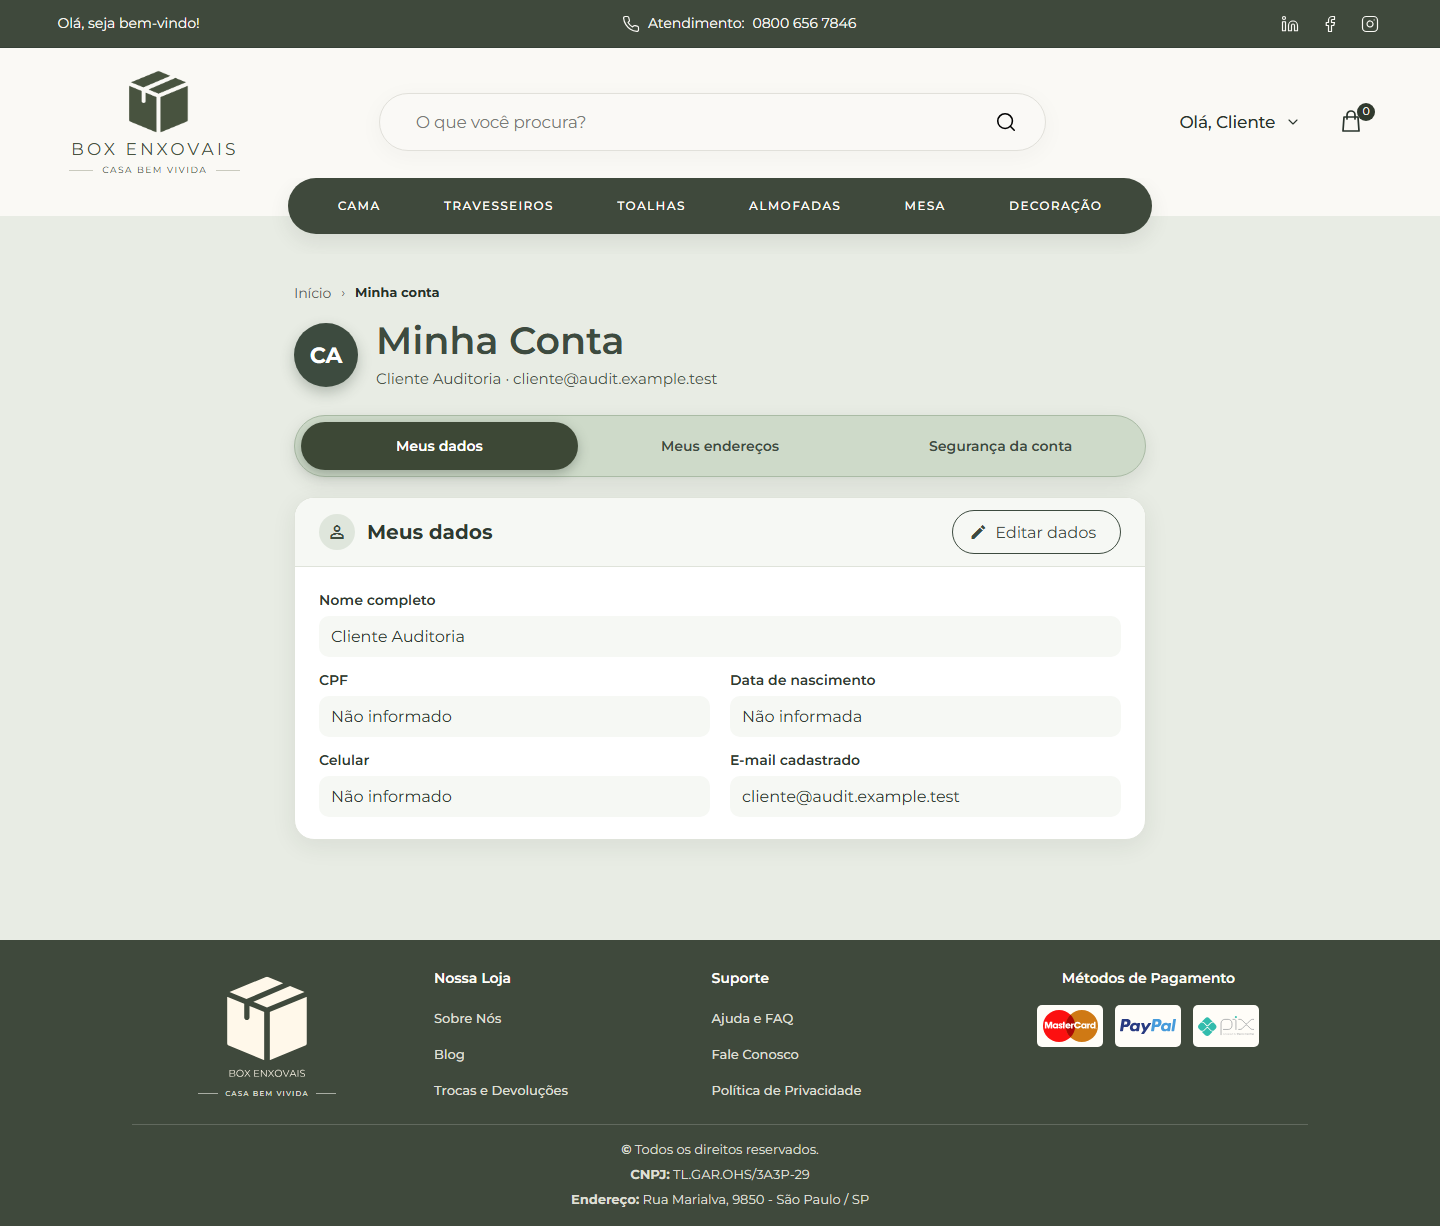 Olá, seja bem-vindo!
Atendimento: 0800 656 7846
BOX ENXOVAIS
CASA BEM VIVIDA
O que você procura?
Olá, Cliente
0
CAMA TRAVESSEIROS TOALHAS ALMOFADAS MESA DECORAÇÃO
Início › Minha conta
CA
Minha Conta
Cliente Auditoria · cliente@audit.example.test
Meus dados
Meus endereços
Segurança da conta
Meus dados
Editar dados
Nome completo
Cliente Auditoria
CPF
Não informado
Data de nascimento
Não informada
Celular
Não informado
E-mail cadastrado
cliente@audit.example.test
BOX ENXOVAIS
CASA BEM VIVIDA
Nossa Loja
Sobre Nós
Blog
Trocas e Devoluções
Suporte
Ajuda e FAQ
Fale Conosco
Política de Privacidade
Métodos de Pagamento
MasterCard
PayPal
pix
© Todos os direitos reservados.
CNPJ: TL.GAR.OHS/3A3P-29
Endereço: Rua Marialva, 9850 - São Paulo / SP